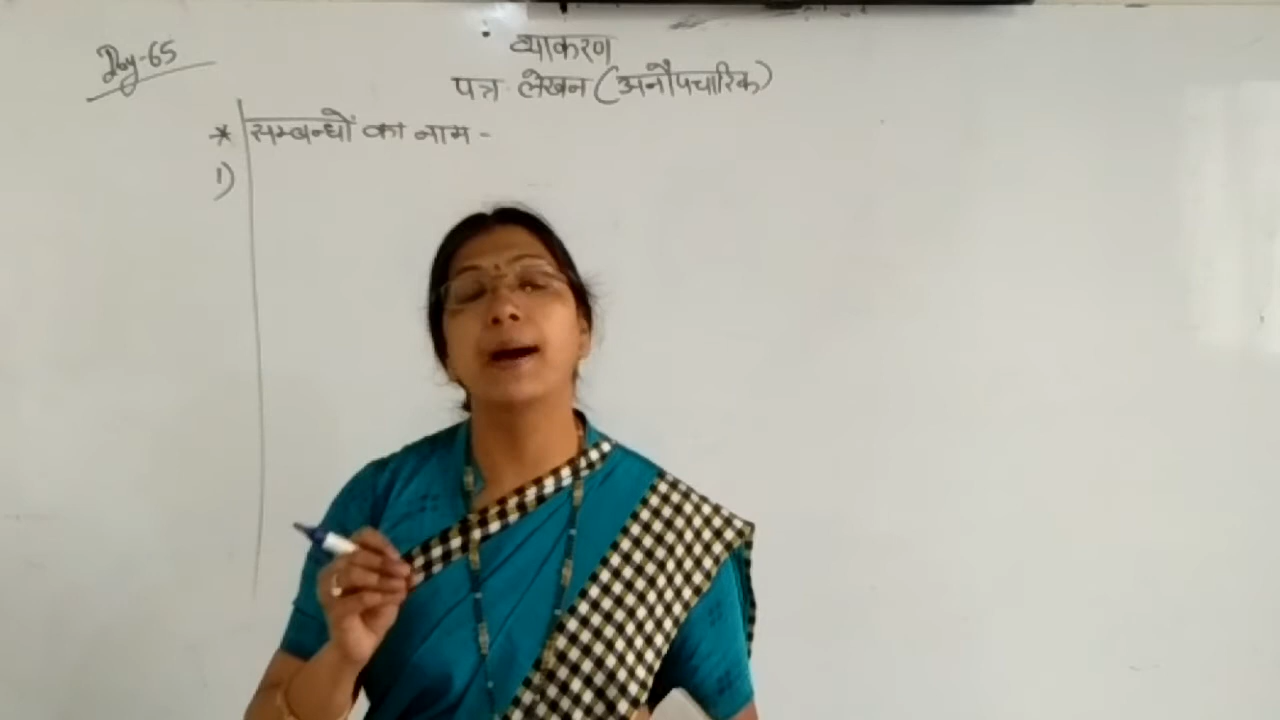 Day-65
व्याकरण
पत्र लेखन (अनौपचारिक)
* सम्बन्धों का नाम -
1)